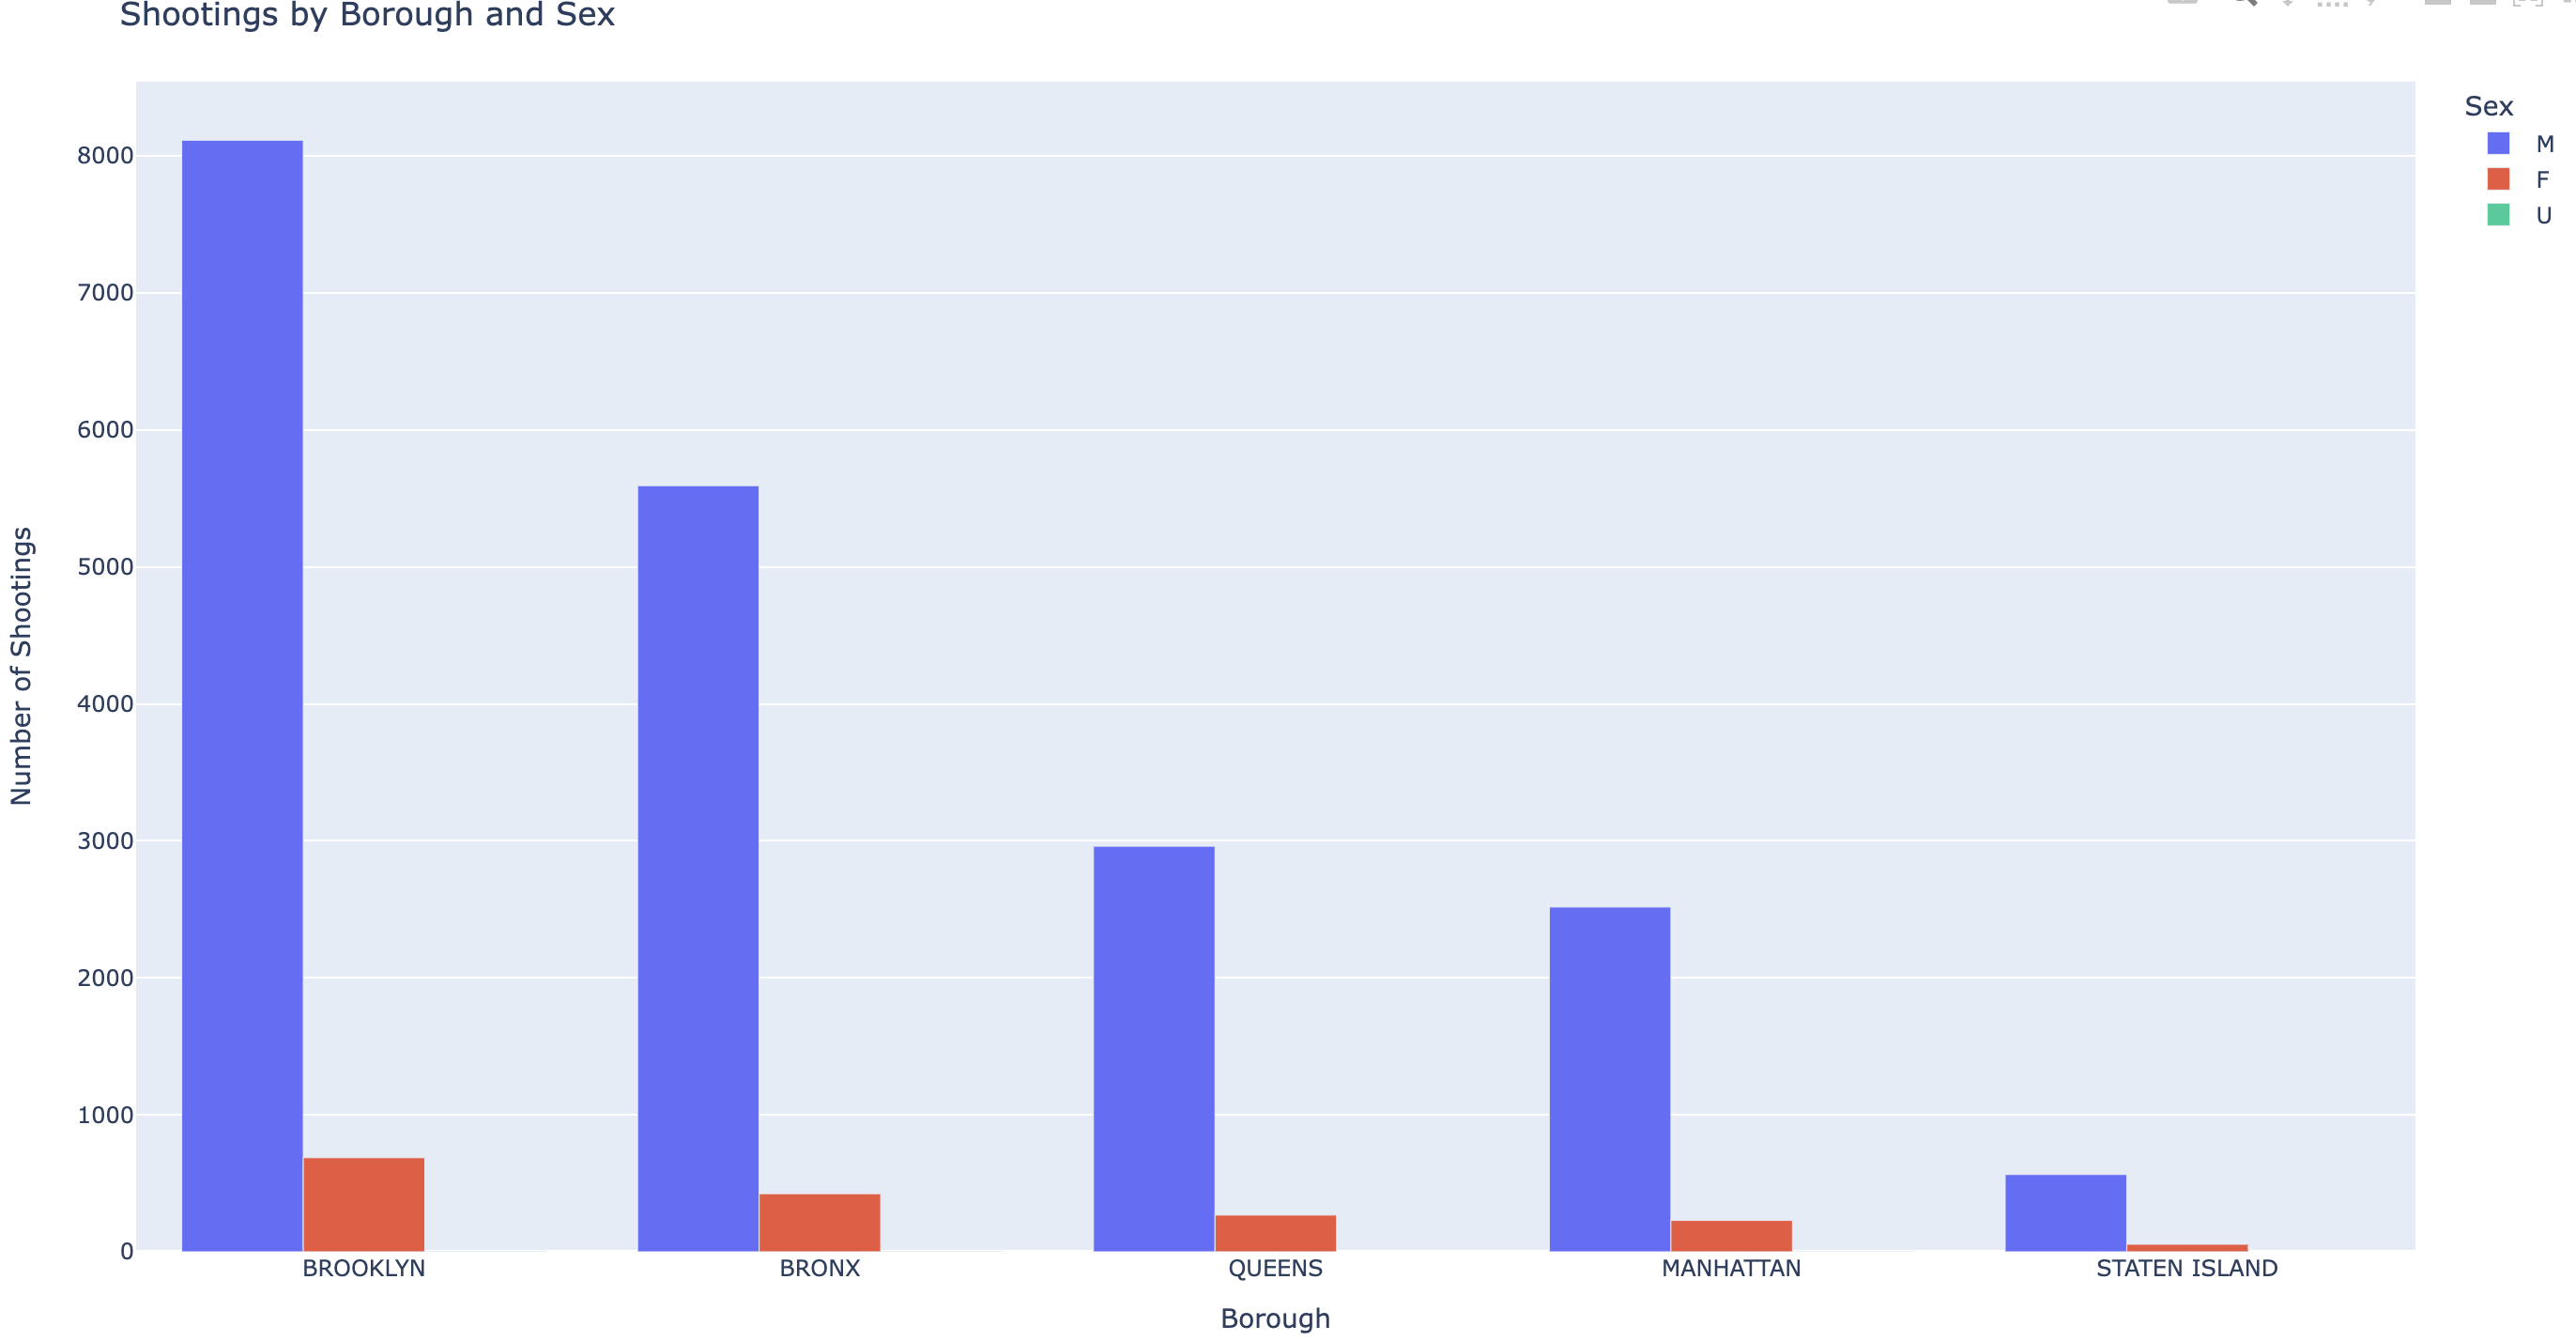 Shootings by Borough and Sex
Sex
M
F
U
8000
7000
6000
5000
4000
3000
2000
1000
0
Number of Shootings
BROOKLYN
BRONX
QUEENS
MANHATTAN
STATEN ISLAND
Borough